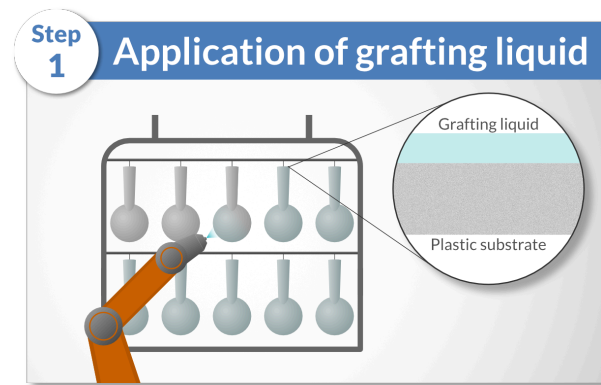 Step
1
Application of grafting liquid
Grafting liquid
Plastic substrate